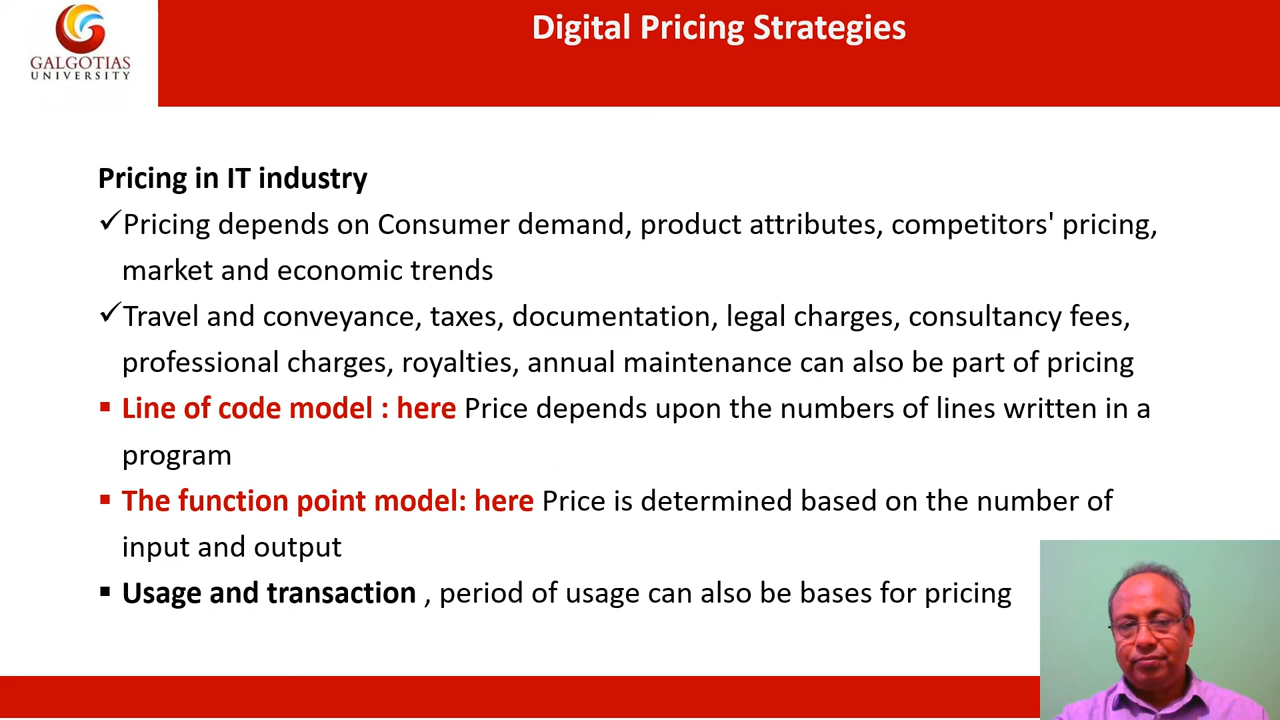 GALGOTIAS
UNIVERSITY
Digital Pricing Strategies
Pricing in IT industry
✓Pricing depends on Consumer demand, product attributes, competitors' pricing,
market and economic trends
✓Travel and conveyance, taxes, documentation, legal charges, consultancy fees,
professional charges, royalties, annual maintenance can also be part of pricing
▪ Line of code model : here Price depends upon the numbers of lines written in a
program
▪ The function point model: here Price is determined based on the number of
input and output
▪ Usage and transaction , period of usage can also be bases for pricing